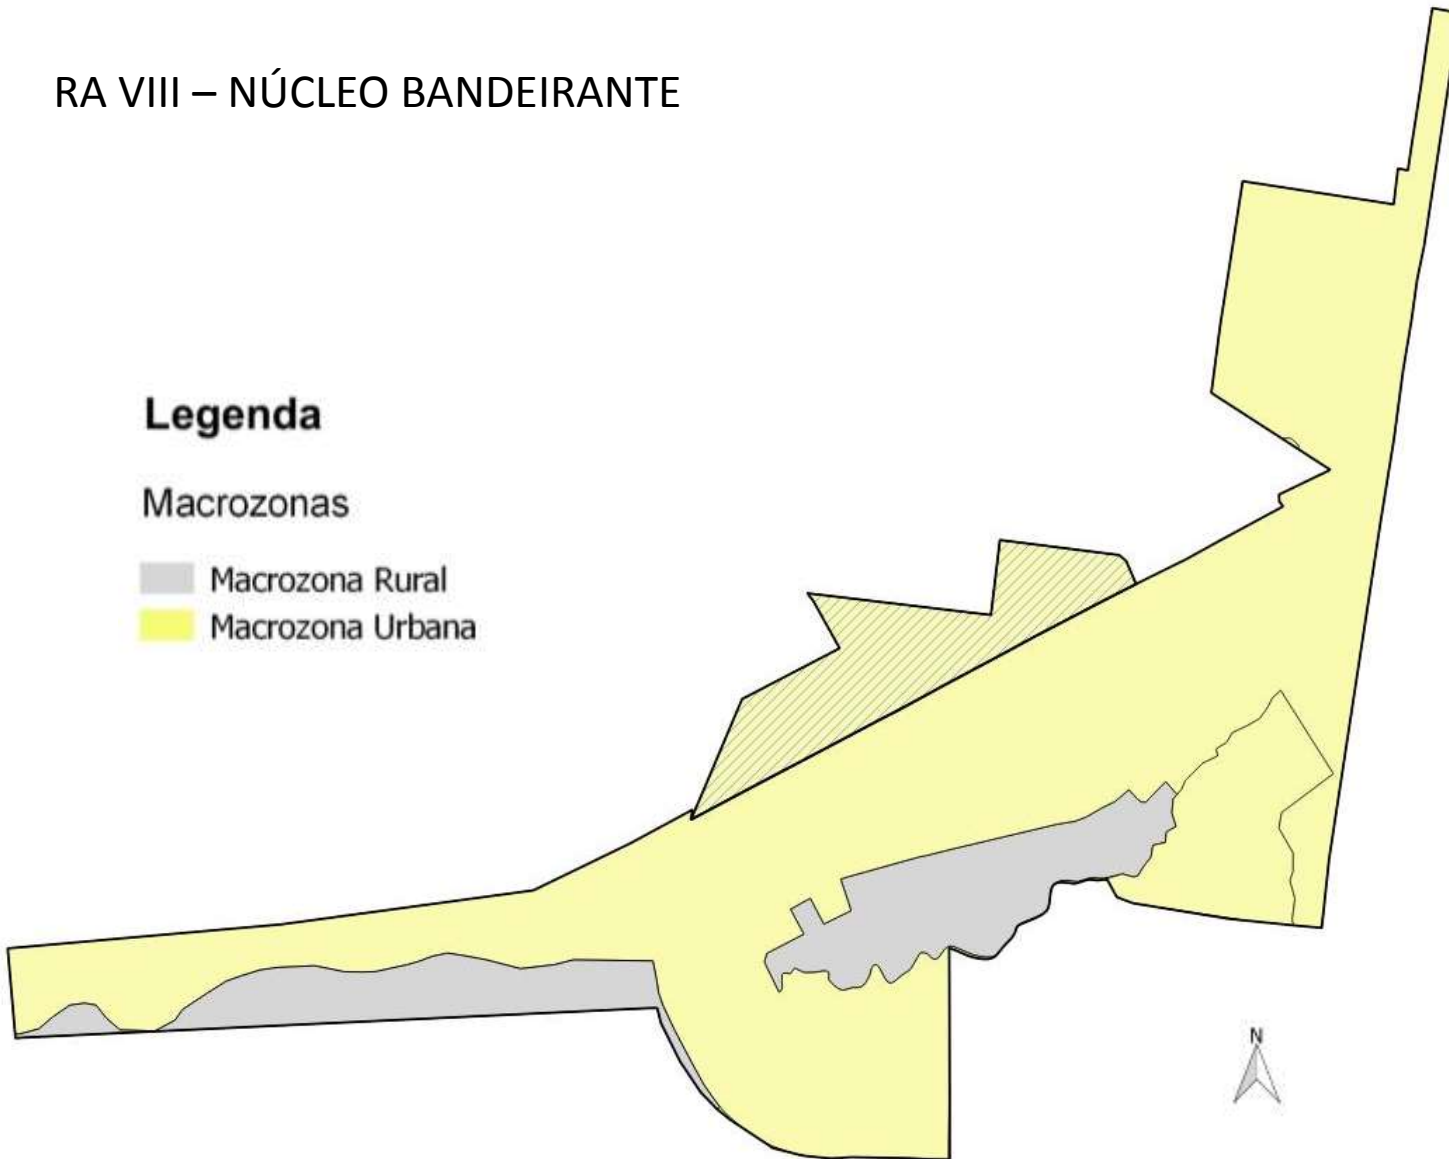 RA VIII – NÚCLEO BANDEIRANTE
Legenda
Macrozonas
Macrozona Rural
Macrozona Urbana
N